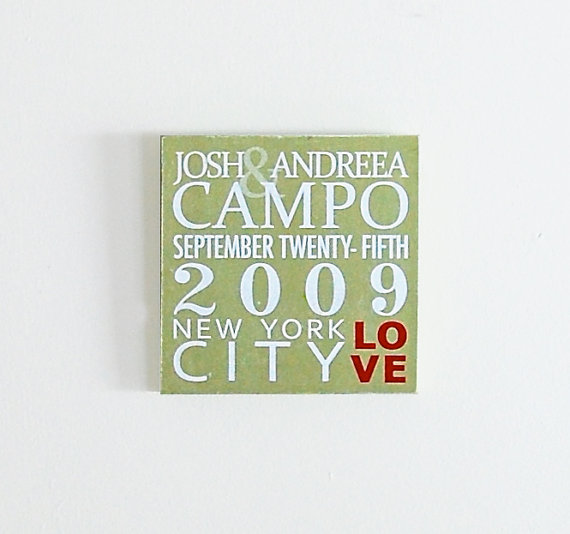 JOSH & ANDREEA
CAMPO
SEPTEMBER TWENTY- FIFTH
2009
NEW YORK
CITY
LO
VE